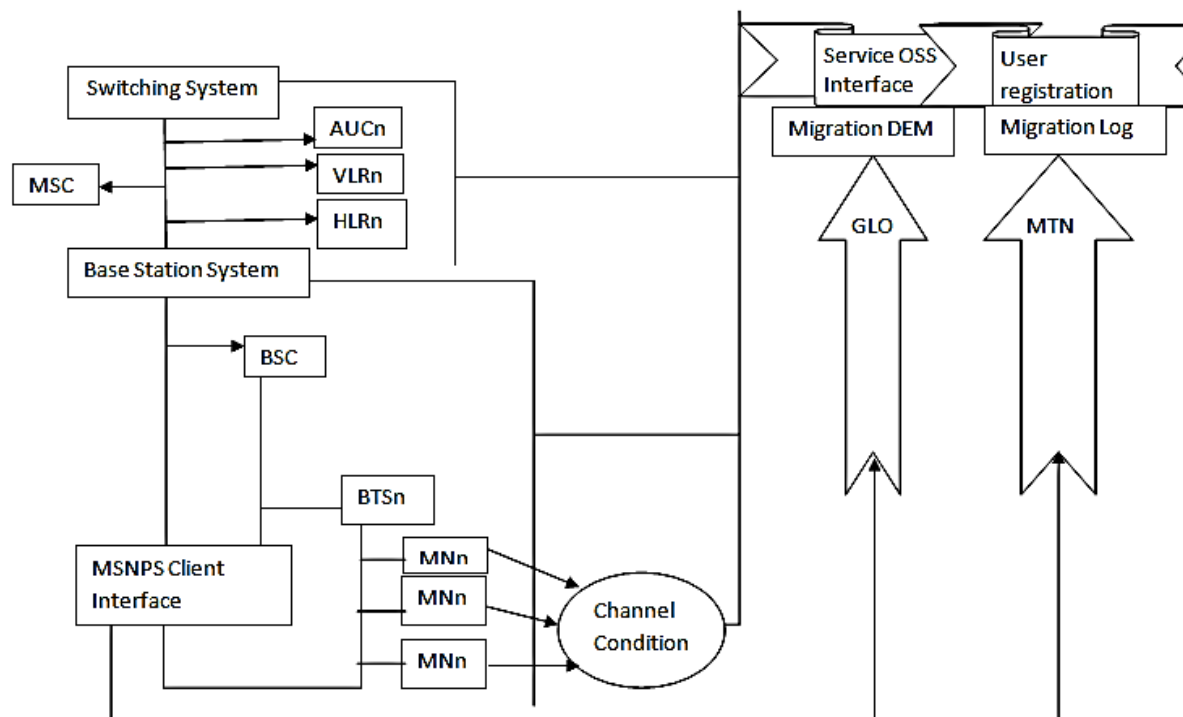 Switching System
AUCn
VLRn
MSC
HLRn
Base Station System
BSC
BTSn
MSNPS Client
Interface
MNn
MNn
MNn
Channel
Condition
Service OSS
Interface
User
registration
Migration DEM
Migration Log
GLO
MTN